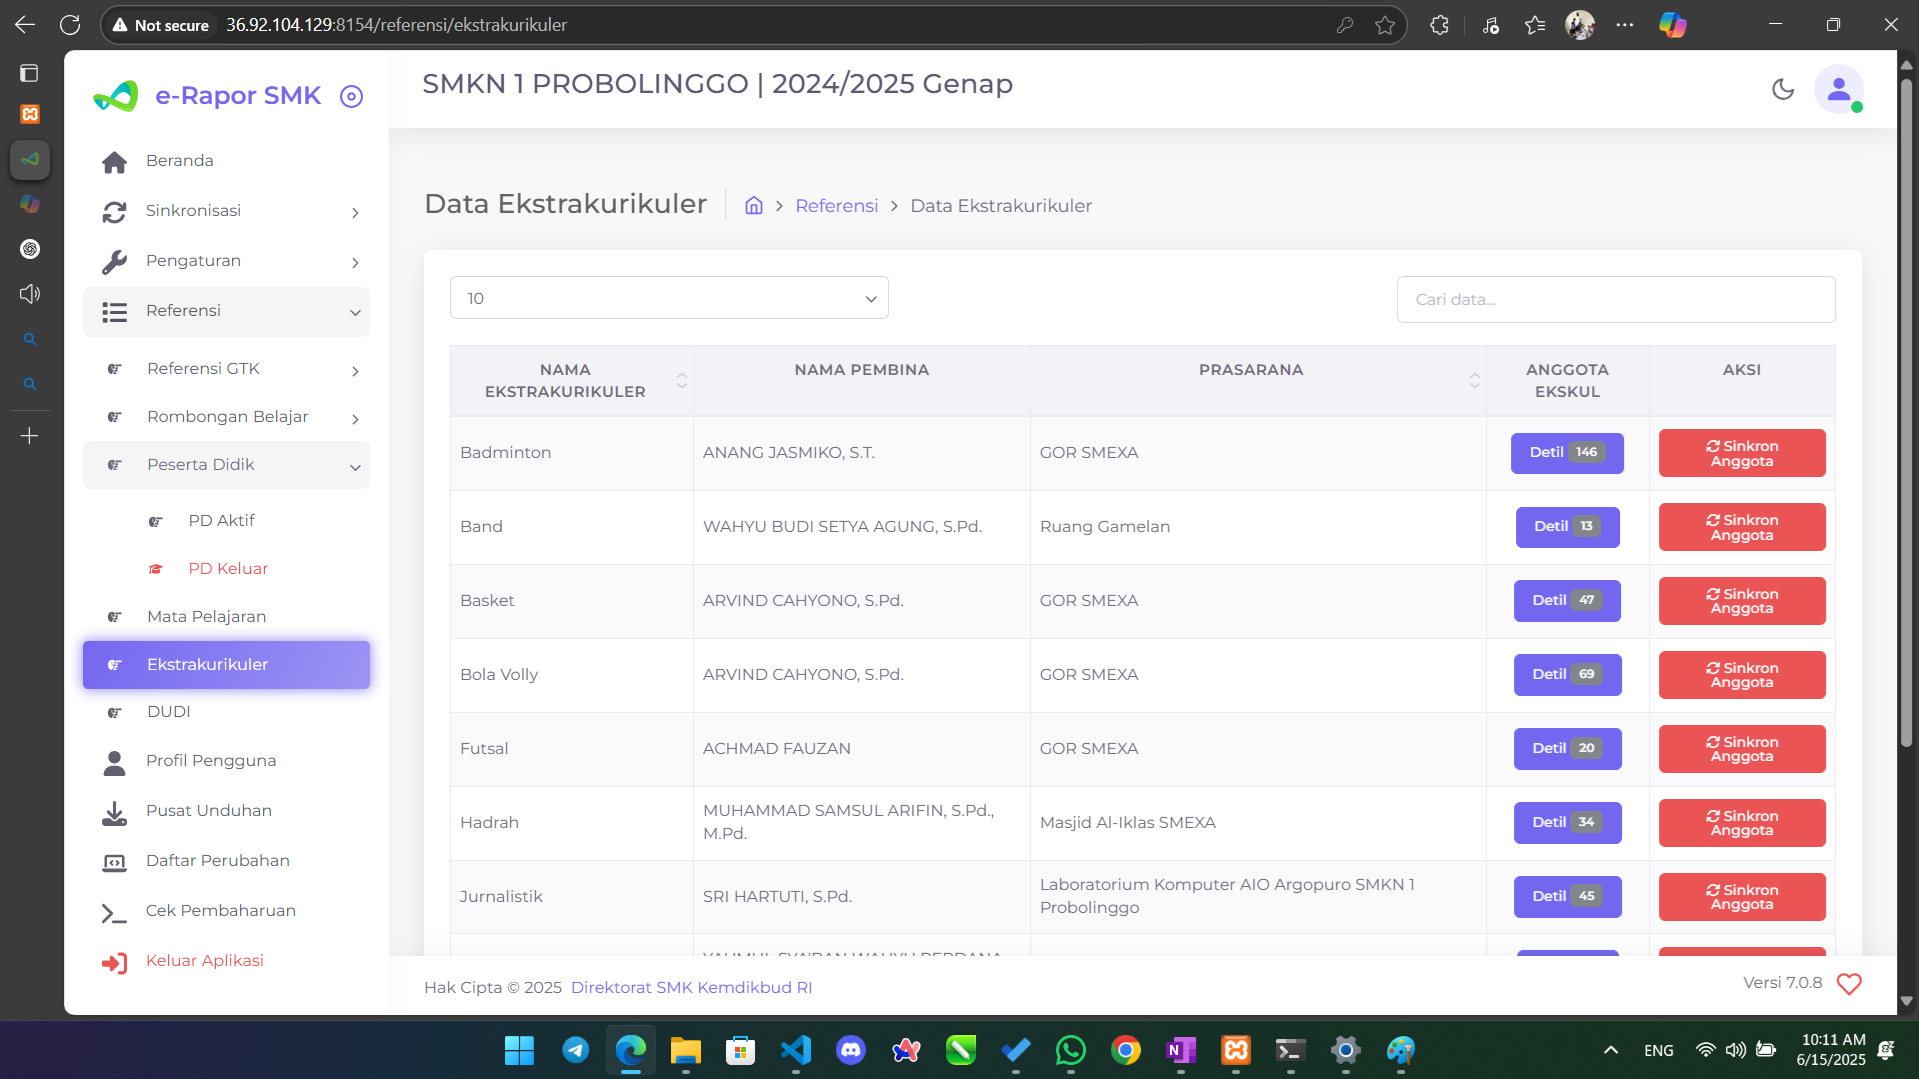 Not secure 36.92.104.129:8154/referensi/ekstrakurikuler
e-Rapor SMK
SMKN 1 PROBOLINGGO | 2024/2025 Genap
Beranda
Sinkronisasi
Pengaturan
Referensi
Referensi GTK
Rombongan Belajar
Peserta Didik
PD Aktif
PD Keluar
Mata Pelajaran
Ekstrakurikuler
DUDI
Profil Pengguna
Pusat Unduhan
Daftar Perubahan
Cek Pembaharuan
Keluar Aplikasi
Data Ekstrakurikuler
Referensi
Data Ekstrakurikuler
10
Cari data...
NAMA EKSTRAKURIKULER NAMA PEMBINA PRASARANA ANGGOTA EKSKUL AKSI
Badminton ANANG JASMIKO, S.T. GOR SMEXA Detil 146 Sinkron Anggota
Band WAHYU BUDI SETYA AGUNG, S.Pd. Ruang Gamelan Detil 13 Sinkron Anggota
Basket ARVIND CAHYONO, S.Pd. GOR SMEXA Detil 47 Sinkron Anggota
Bola Volly ARVIND CAHYONO, S.Pd. GOR SMEXA Detil 69 Sinkron Anggota
Futsal ACHMAD FAUZAN GOR SMEXA Detil 20 Sinkron Anggota
Hadrah MUHAMMAD SAMSUL ARIFIN, S.Pd., M.Pd. Masjid Al-Iklas SMEXA Detil 34 Sinkron Anggota
Jurnalistik SRI HARTUTI, S.Pd. Laboratorium Komputer AIO Argopuro SMKN 1 Probolinggo Detil 45 Sinkron Anggota
Hak Cipta © 2025 Direktorat SMK Kemdikbud RI
Versi 7.0.8
ENG
10:11 AM
6/15/2025